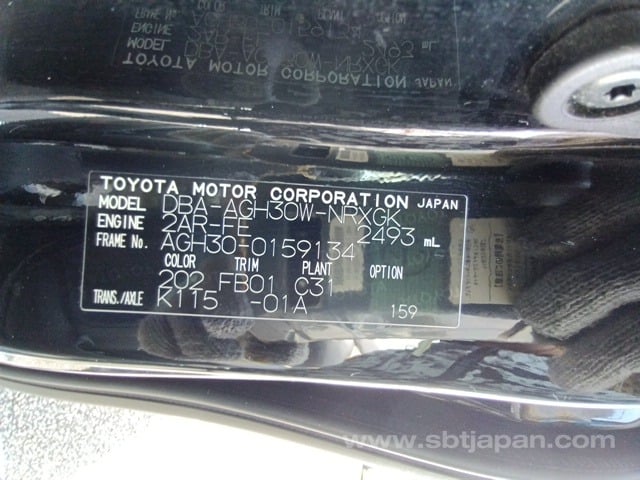 TOYOTA MOTOR CORPORATION JAPAN
MODEL DBA-AGH30W-NRXGK
ENGINE 2AR-FE 2493 mL
FRAME No. AGH30-0159134
COLOR TRIM PLANT OPTION
202 FB01 C31
TRANS./AXLE K115 -01A 159
www.sbtjapan.com